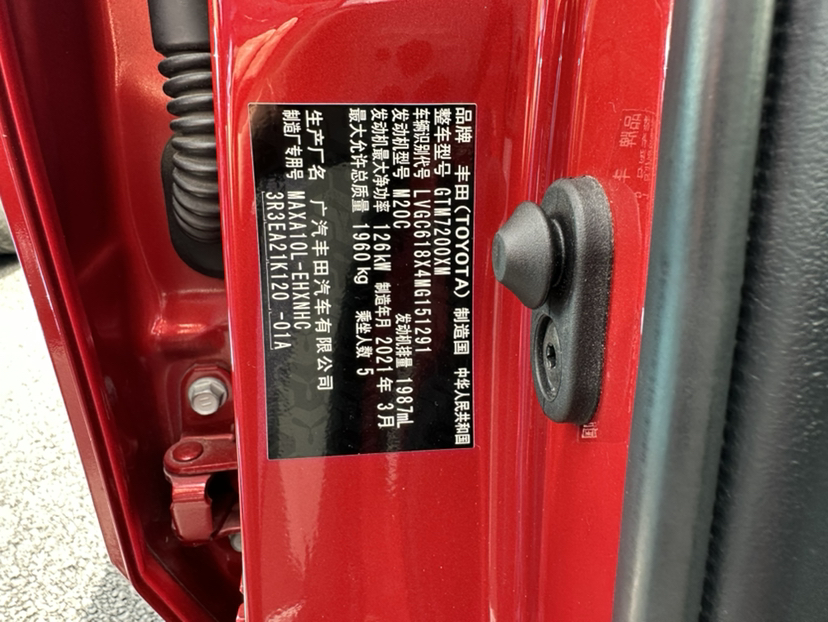 品牌 丰田(TOYOTA) 制造国 中华人民共和国
整车型号 GTM7200XM
车辆识别代号 LVGC618X4MG151291
发动机型号 M20C 发动机排量 1987mL
发动机最大净功率 126kW 制造年月 2021年 3月
最大允许总质量 1960kg 乘坐人数 5
生产厂名 广汽丰田汽车有限公司
制造厂专用号 MAXA10L-EHXNHC
3R3EA21K120 -01A